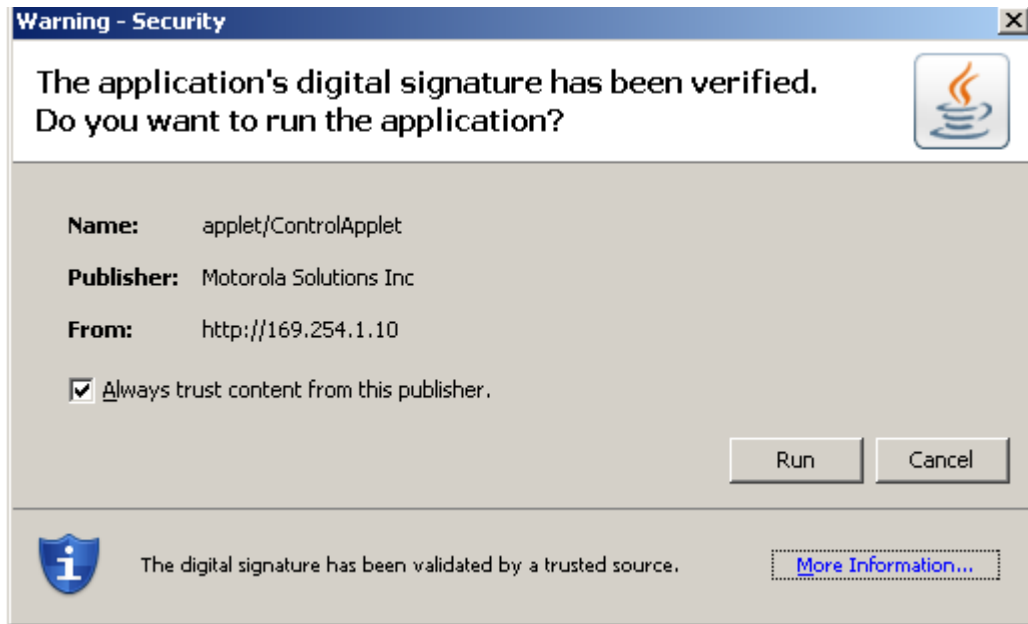 Warning - Security
The application's digital signature has been verified.
Do you want to run the application?
Name: applet/ControlApplet
Publisher: Motorola Solutions Inc
From: http://169.254.1.10
Always trust content from this publisher.
Run Cancel
The digital signature has been validated by a trusted source. More Information...